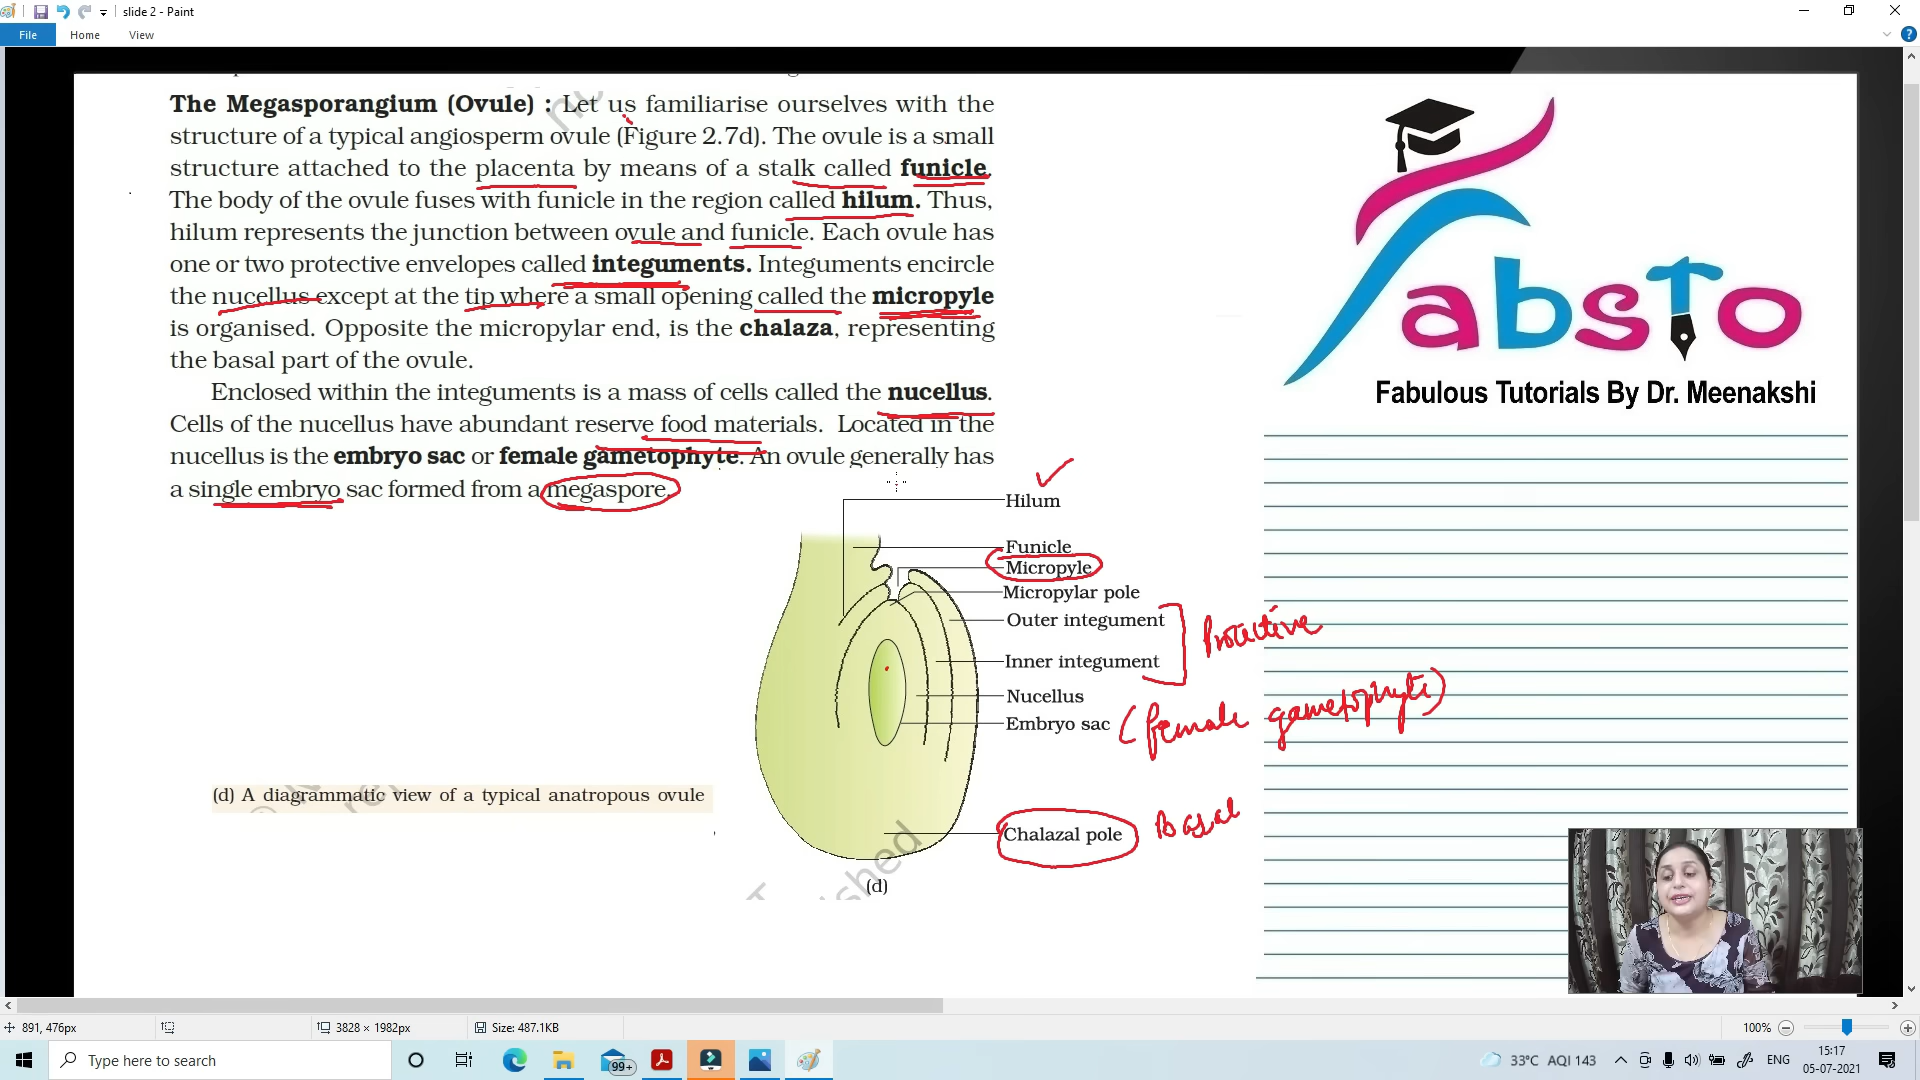 slide 2 - Paint
File Home View
The Megasporangium (Ovule) : Let us familiarise ourselves with the
structure of a typical angiosperm ovule (Figure 2.7d). The ovule is a small
structure attached to the placenta by means of a stalk called funicle.
The body of the ovule fuses with funicle in the region called hilum. Thus,
hilum represents the junction between ovule and funicle. Each ovule has
one or two protective envelopes called integuments. Integuments encircle
the nucellus except at the tip where a small opening called the micropyle
is organised. Opposite the micropylar end, is the chalaza, representing
the basal part of the ovule.
Enclosed within the integuments is a mass of cells called the nucellus.
Cells of the nucellus have abundant reserve food materials. Located in the
nucellus is the embryo sac or female gametophyte. An ovule generally has
a single embryo sac formed from a megaspore.
Hilum
Funicle
Micropyle
Micropylar pole
Outer integument
Inner integument
Protective
Nucellus
Embryo sac (female gametophyte)
Chalazal pole Basal
(d) A diagrammatic view of a typical anatropous ovule
(d)
absTo
Fabulous Tutorials By Dr. Meenakshi
891, 476px 3828 × 1982px Size: 487.1KB 100%
Type here to search 99+ 33°C AQI 143 ENG 15:17
05-07-2021